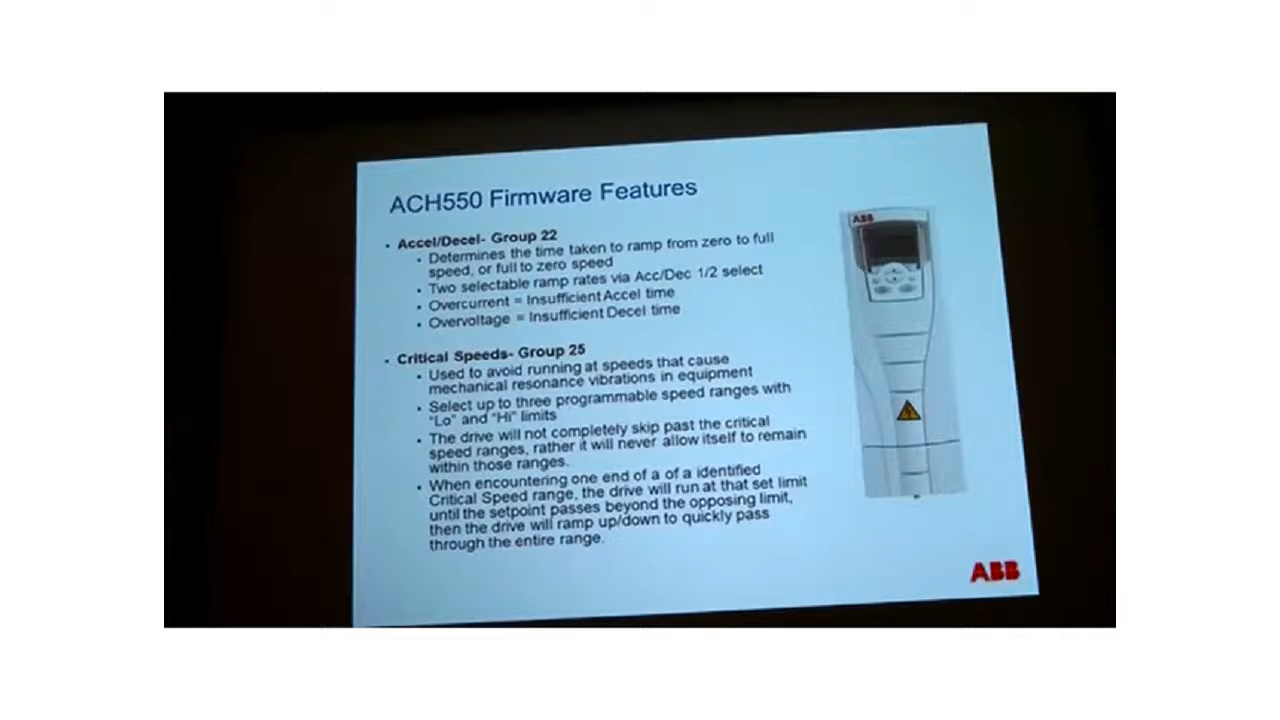 ACH550 Firmware Features
• Accel/Decel- Group 22
• Determines the time taken to ramp from zero to full
speed, or full to zero speed
• Two selectable ramp rates via Acc/Dec 1/2 select
• Overcurrent = Insufficient Accel time
• Overvoltage = Insufficient Decel time
• Critical Speeds- Group 25
• Used to avoid running at speeds that cause
mechanical resonance vibrations in equipment
• Select up to three programmable speed ranges with
"Lo" and "Hi" limits
• The drive will not completely skip past the critical
speed ranges, rather it will never allow itself to remain
within those ranges.
• When encountering one end of a of a identified
Critical Speed range, the drive will run at that set limit
until the setpoint passes beyond the opposing limit,
then the drive will ramp up/down to quickly pass
through the entire range.
ABB
ABB